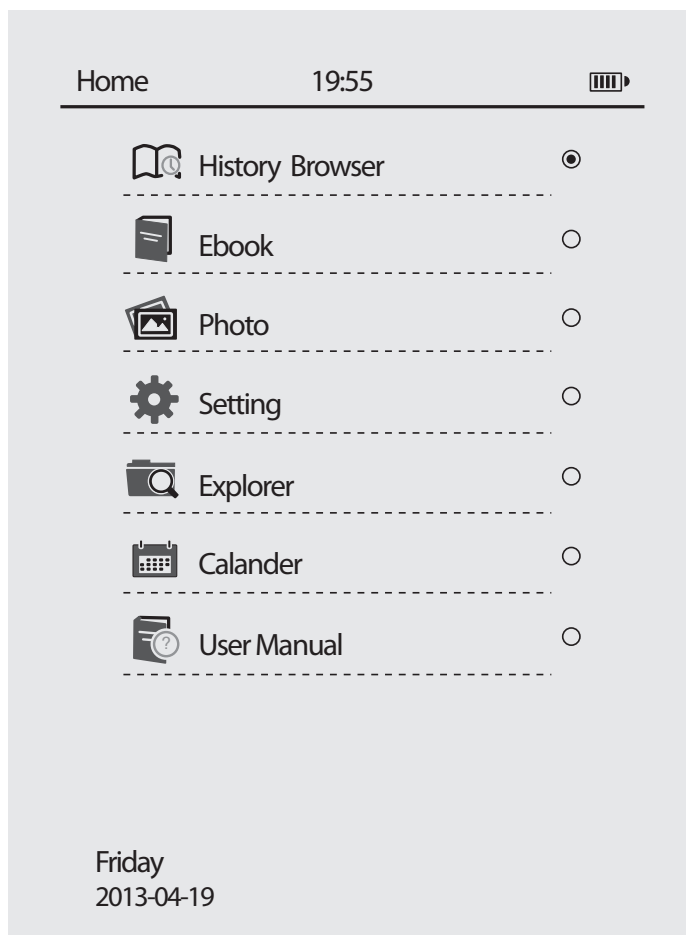 Home 19:55
History Browser
Ebook
Photo
Setting
Explorer
Calander
?
User Manual
Friday
2013-04-19